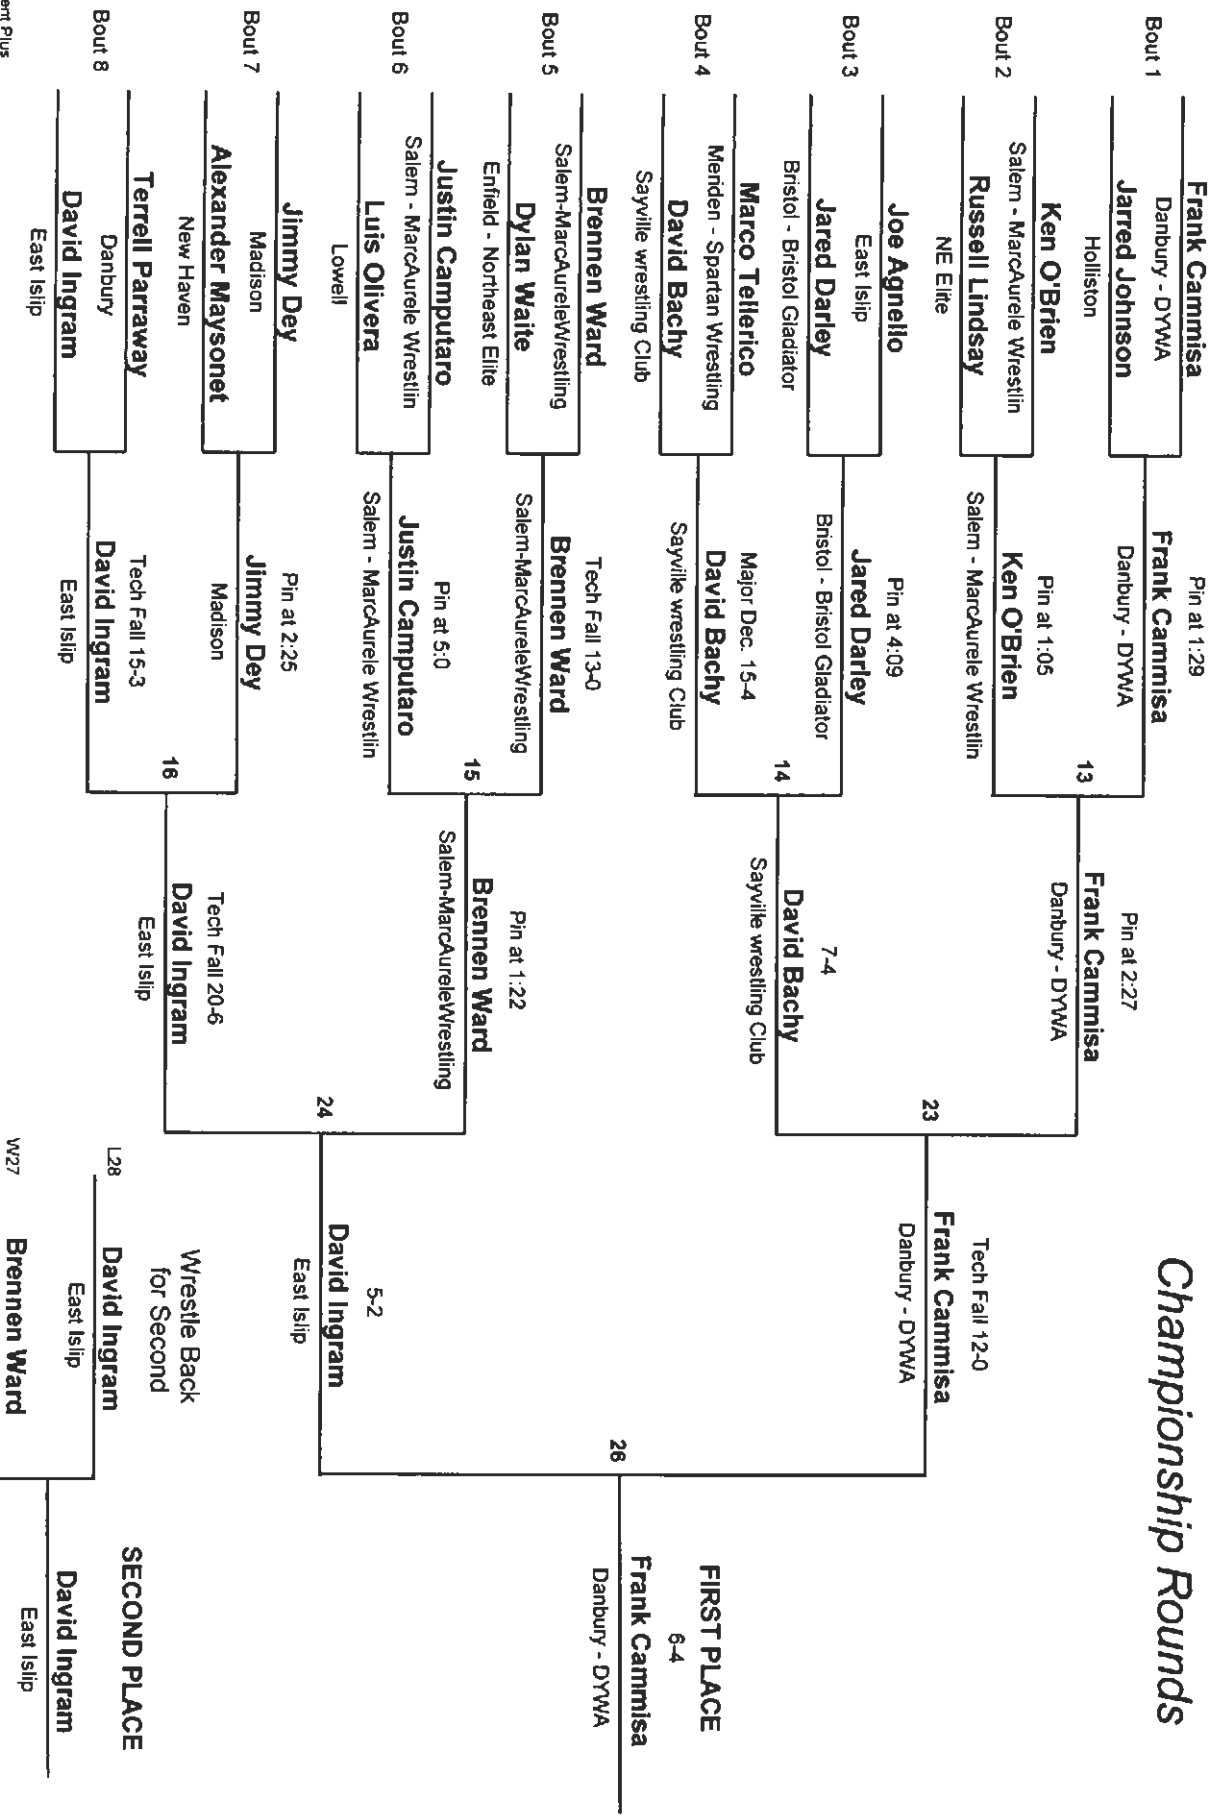 Championship Rounds
Bout 1
Frank Cammisa
Danbury - DYWA
Jarred Johnson
Holliston
Bout 2
Ken O'Brien
Salem - MarcAurele Wrestlin
Russell Lindsay
NE Elite
Bout 3
Joe Agnello
East Islip
Jared Darley
Bristol - Bristol Gladiator
Bout 4
Marco Tellerico
Meriden - Spartan Wrestling
David Bachy
Sayville wrestling Club
Bout 5
Brennen Ward
Salem-MarcAureleWrestling
Dylan Waite
Enfield - Northeast Elite
Bout 6
Justin Camputaro
Salem - MarcAurele Wrestlin
Luis Olivera
Lowell
Bout 7
Jimmy Dey
Madison
Alexander Maysonet
New Haven
Bout 8
Terrell Parraway
Danbury
David Ingram
East Islip
Pin at 1:29
Frank Cammisa
Danbury - DYWA
13
Pin at 1:05
Ken O'Brien
Salem - MarcAurele Wrestlin
Pin at 4:09
Jared Darley
Bristol - Bristol Gladiator
14
Major Dec. 15-4
David Bachy
Sayville wrestling Club
Tech Fall 13-0
Brennen Ward
Salem-MarcAureleWrestling
15
Pin at 5:0
Justin Camputaro
Salem - MarcAurele Wrestlin
Pin at 2:25
Jimmy Dey
Madison
16
Tech Fall 15-3
David Ingram
East Islip
Pin at 2:27
Frank Cammisa
Danbury - DYWA
23
7-4
David Bachy
Sayville wrestling Club
Pin at 1:22
Brennen Ward
Salem-MarcAureleWrestling
24
Tech Fall 20-6
David Ingram
East Islip
Tech Fall 12-0
Frank Cammisa
Danbury - DYWA
26
5-2
David Ingram
East Islip
FIRST PLACE
6-4
Frank Cammisa
Danbury - DYWA
Wrestle Back
for Second
L28
David Ingram
East Islip
W27
Brennen Ward
SECOND PLACE
David Ingram
East Islip
ent Plus